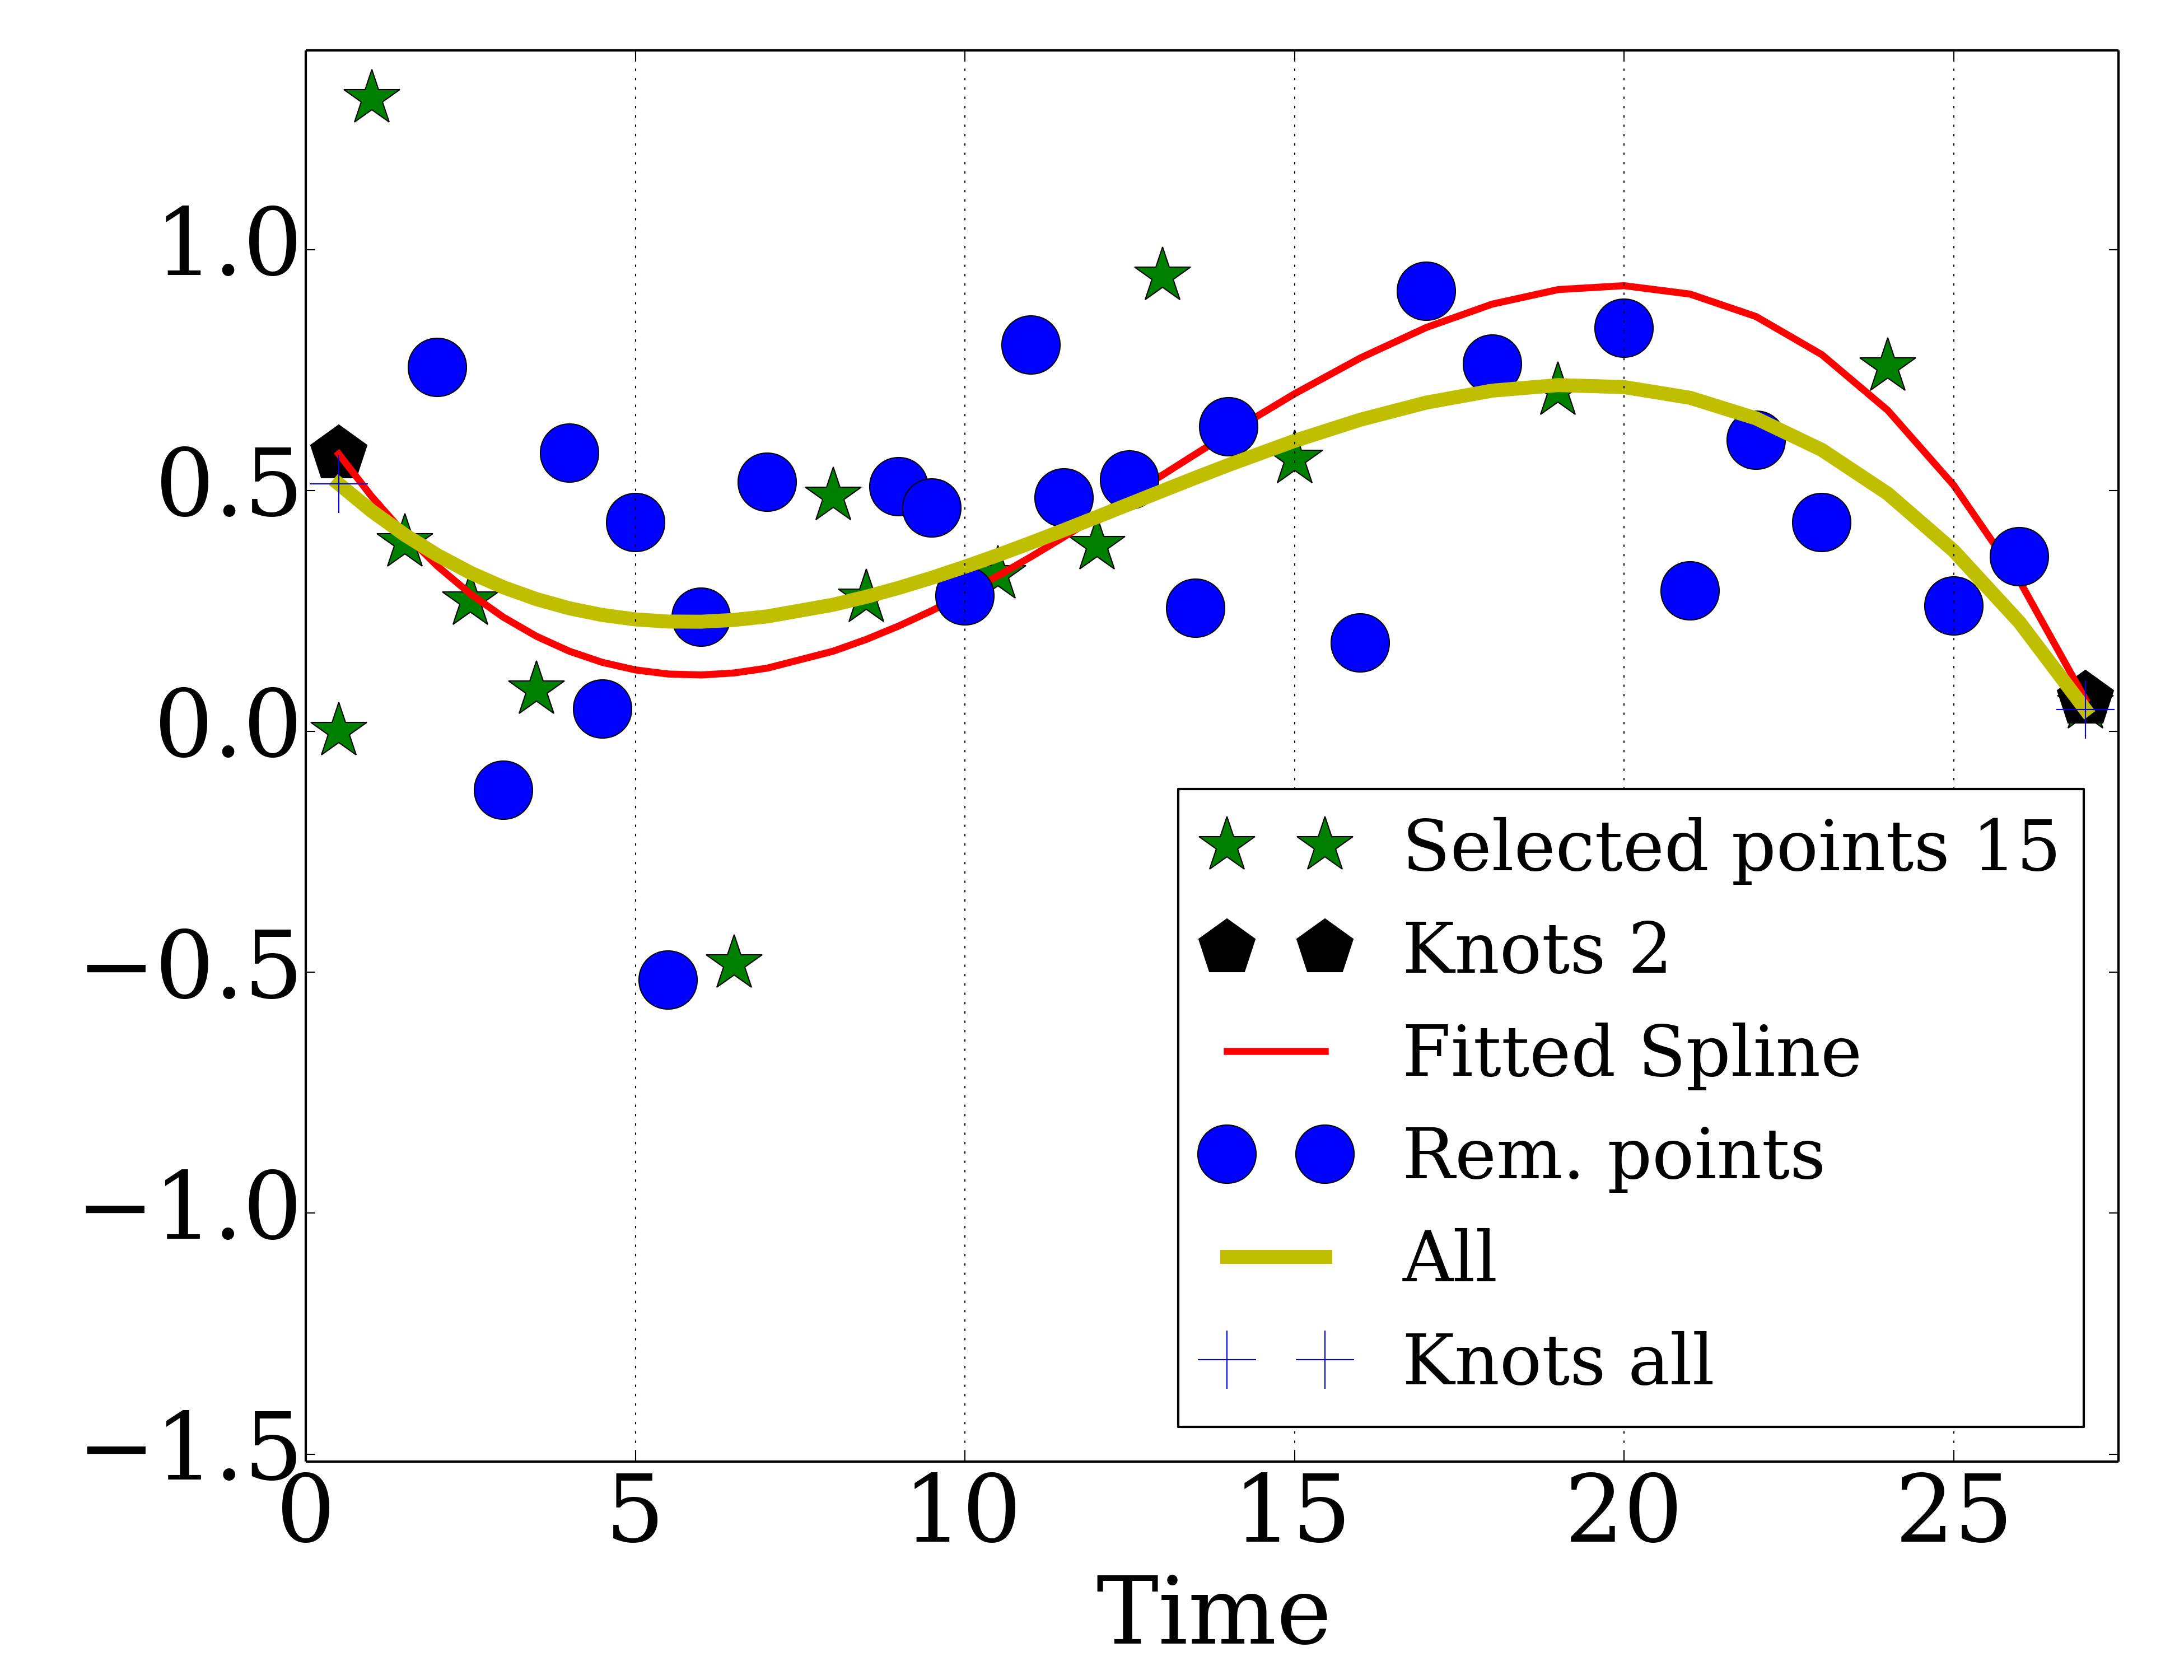 1.0
0.5
0.0
−0.5
−1.0
−1.5
0 5 10 15 20 25
Time
Selected points 15
Knots 2
Fitted Spline
Rem. points
All
Knots all